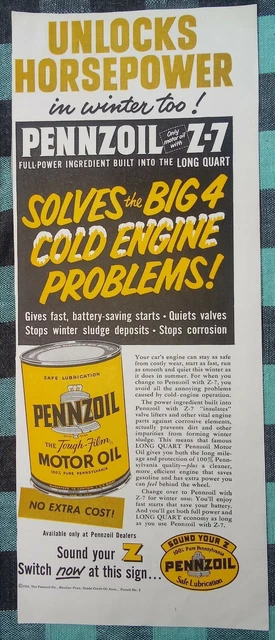 UNLOCKS
HORSEPOWER
in winter too!
PENNZOIL Only motor oil with Z-7
FULL-POWER INGREDIENT BUILT INTO THE LONG QUART
SOLVES the BIG 4
COLD ENGINE
PROBLEMS!
Gives fast, battery-saving starts • Quiets valves
Stops winter sludge deposits • Stops corrosion
SAFE LUBRICATION
PENNZOIL
THE Tough-Film
MOTOR OIL
100% PURE PENNSYLVANIA
NO EXTRA COST!
Your car's engine can stay as safe
from costly wear, start as fast, run
as smooth and quiet this winter as
it does in summer. For when you
change to Pennzoil with Z-7, you
avoid all the annoying problems
caused by cold-engine operation.
The power ingredient built into
Pennzoil with Z-7 "insulates"
valve lifters and other vital engine
parts against corrosive elements,
actually prevents dirt and other
impurities from forming winter
sludge. This means that famous
LONG QUART Pennzoil Motor
Oil gives you both the long mile-
age and protection of 100% Penn-
sylvania quality—plus a cleaner,
more efficient engine that saves
gasoline and has extra power you
can feel behind the wheel.
Change over to Pennzoil with
Z-7 for winter now. You'll enjoy
fast starts that save your battery.
And you'll get both full power and
LONG QUART economy as long
as you use Pennzoil with Z-7.
Available only at Pennzoil Dealers
Sound your Z
Switch now at this sign...
SOUND YOUR Z
100% Pure Pennsylvania
PENNZOIL
Safe Lubrication